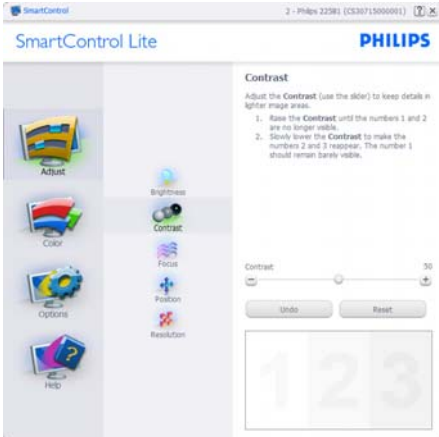 SmartControl
2 - Philips 225B1 (CS30715000001)
SmartControl Lite
PHILIPS
Adjust
Color
Options
Help
Brightness
Contrast
Focus
Position
Resolution
Contrast
Adjust the Contrast (use the slider) to keep details in
lighter image areas.
1. Raise the Contrast until the numbers 1 and 2
are no longer visible.
2. Slowly lower the Contrast to make the
numbers 2 and 3 reappear. The number 1
should remain barely visible.
Contrast 50
Undo Reset
1 2 3